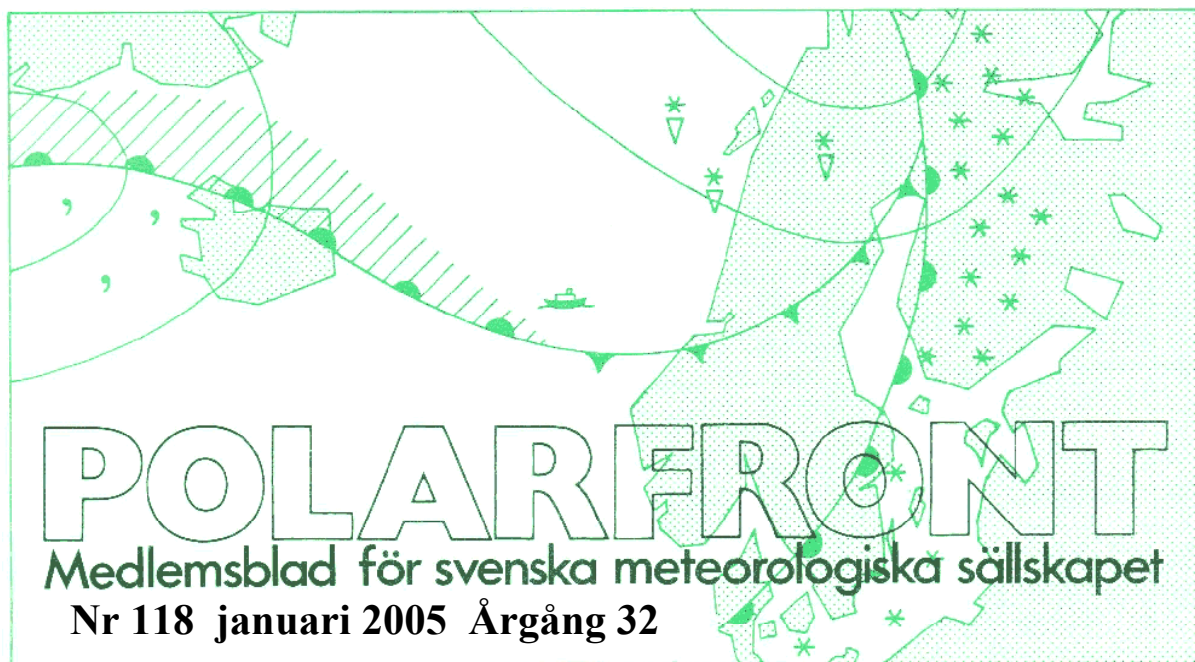 POLARFRONT
Medlemsblad för svenska meteorologiska sällskapet
Nr 118 januari 2005 Årgång 32